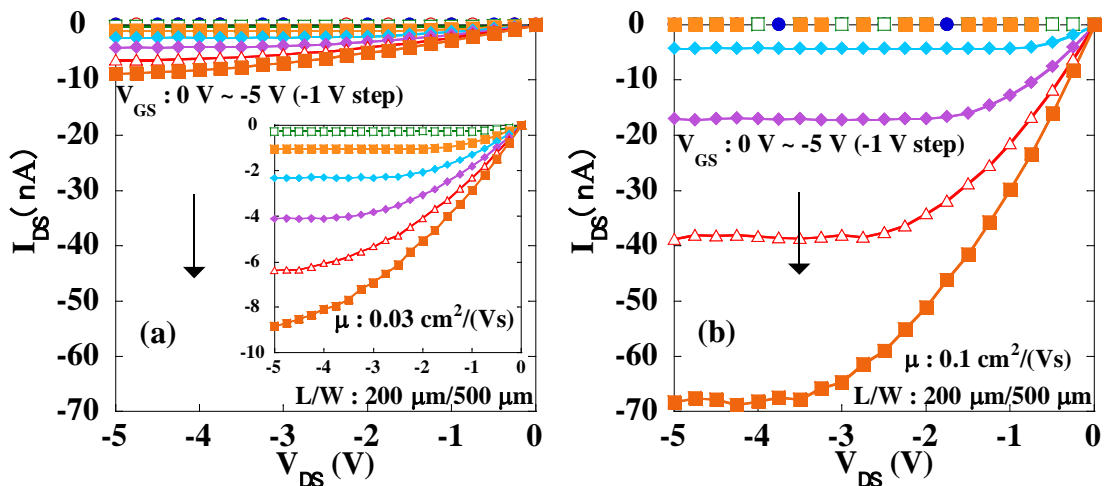 0
-10
-20
-30
-40
-50
-60
-70
I_DS (nA)
V_GS : 0 V ~ -5 V (-1 V step)
0
-2
-4
-6
-8
-10
-5 -4 -3 -2 -1 0
μ : 0.03 cm²/(Vs)
(a)
L/W : 200 μm/500 μm
-5 -4 -3 -2 -1 0
V_DS (V)
0
-10
-20
-30
-40
-50
-60
-70
I_DS (nA)
V_GS : 0 V ~ -5 V (-1 V step)
(b)
μ : 0.1 cm²/(Vs)
L/W : 200 μm/500 μm
-5 -4 -3 -2 -1 0
V_DS (V)